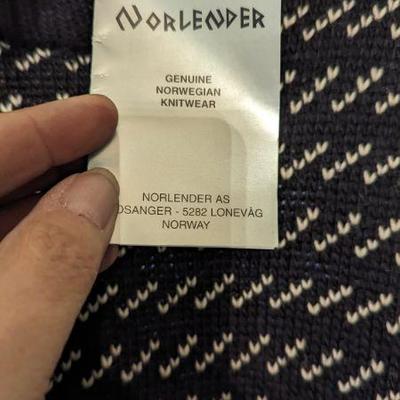 NORLENDER
GENUINE
NORWEGIAN
KNITWEAR
NORLENDER AS
OSANGER - 5282 LONEVÅG
NORWAY